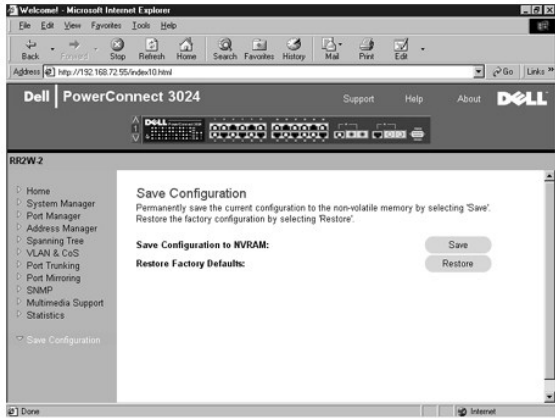 Welcome! - Microsoft Internet Explorer
File Edit View Favorites Tools Help
Back Forward Stop Refresh Home Search Favorites History Mail Print Edit
Address http://192.168.72.55/index10.html Go Links »
Dell | PowerConnect 3024 Support Help About DELL
DELL
RR2W-2
Home
System Manager
Port Manager
Address Manager
Spanning Tree
VLAN & CoS
Port Trunking
Port Mirroring
SNMP
Multimedia Support
Statistics
Save Configuration
Save Configuration
Permanently save the current configuration to the non-volatile memory by selecting 'Save'.
Restore the factory configuration by selecting 'Restore'.
Save Configuration to NVRAM: Save
Restore Factory Defaults: Restore
Done Internet